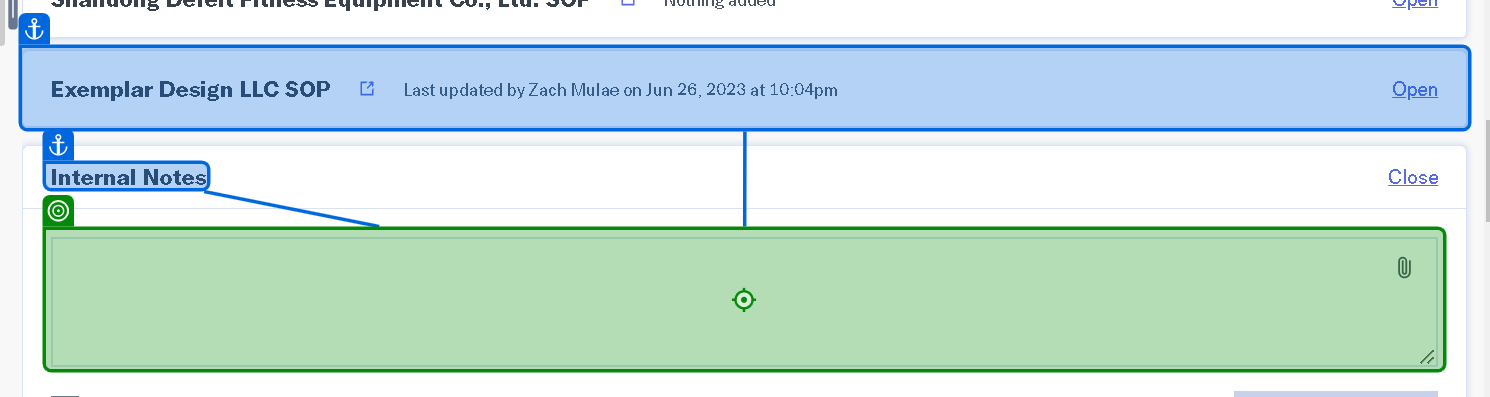 Shandong Defeit Fitness Equipment Co., Ltd. SOP Nothing added Open
Exemplar Design LLC SOP Last updated by Zach Mulae on Jun 26, 2023 at 10:04pm Open
Internal Notes Close